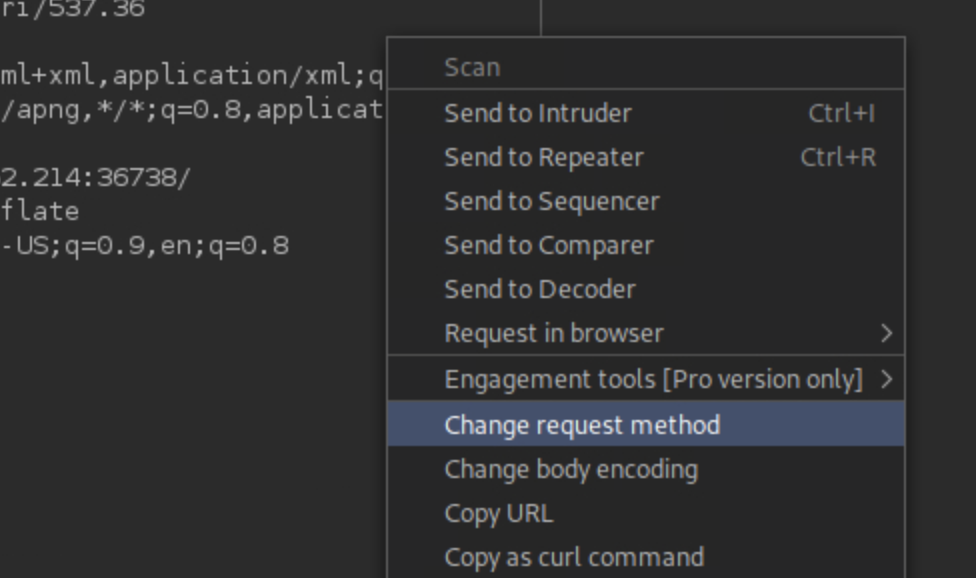 ri/537.36
ml+xml,application/xml;q
/apng,*/*;q=0.8,applicat
2.214:36738/
flate
-US;q=0.9,en;q=0.8
Scan
Send to Intruder Ctrl+I
Send to Repeater Ctrl+R
Send to Sequencer
Send to Comparer
Send to Decoder
Request in browser >
Engagement tools [Pro version only] >
Change request method
Change body encoding
Copy URL
Copy as curl command